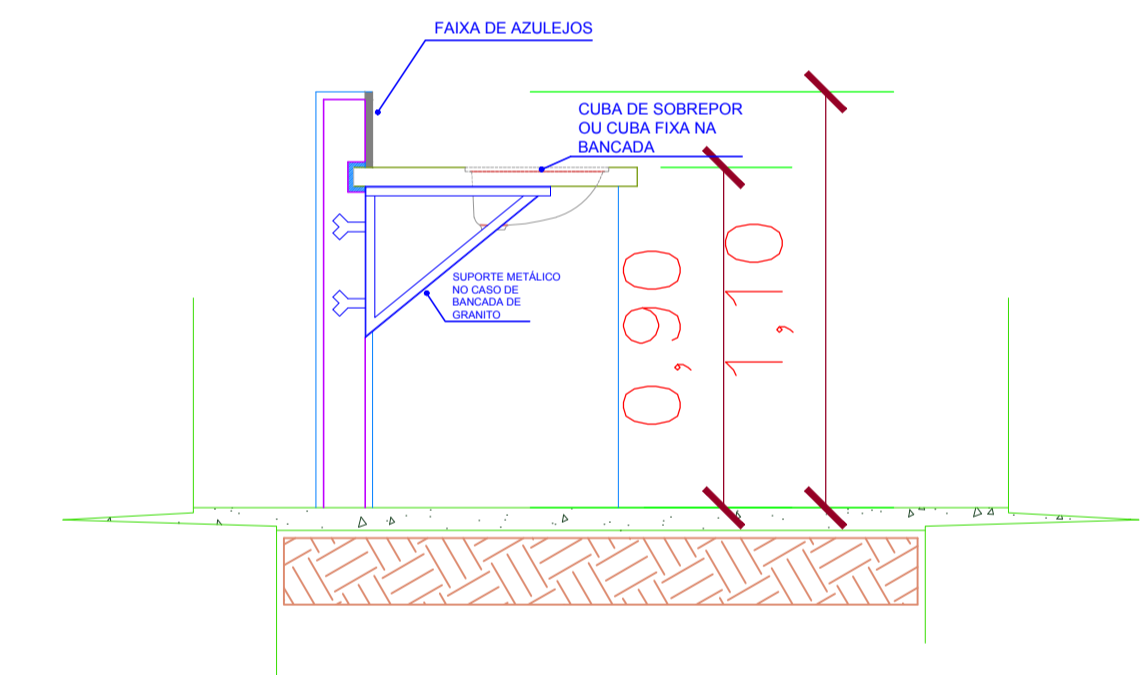 FAIXA DE AZULEJOS
CUBA DE SOBREPOR
OU CUBA FIXA NA
BANCADA
SUPORTE METÁLICO
NO CASO DE
BANCADA DE
GRANITO
0,90
1,10